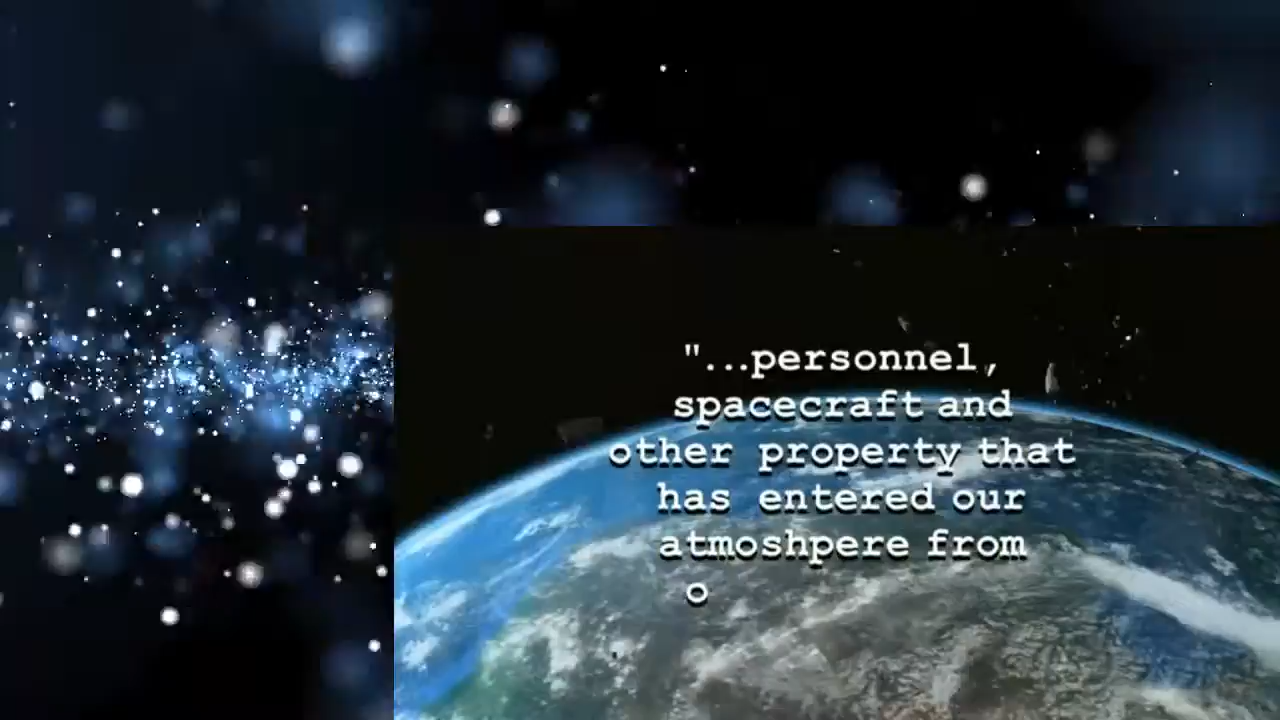 "...personnel,
spacecraft and
other property that
has entered our
atmoshpere from
o